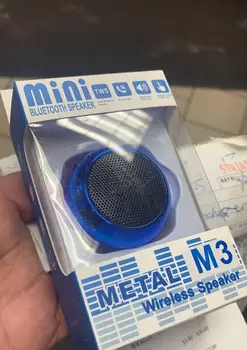 mini
BLUETOOTH SPEAKER
TWS
METAL M3
Wireless Speaker